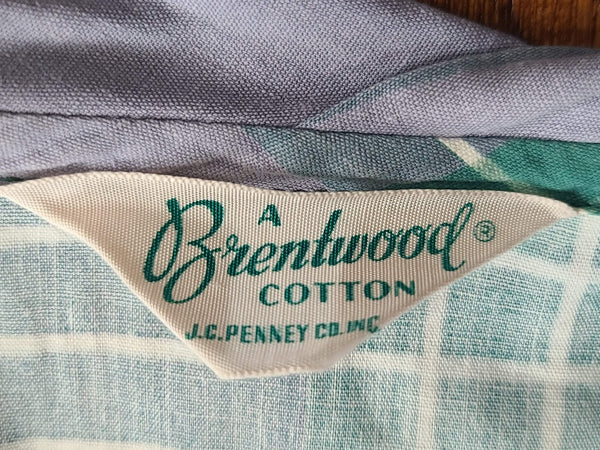 A
Brentwood ®
COTTON
J.C. PENNEY CO. INC.